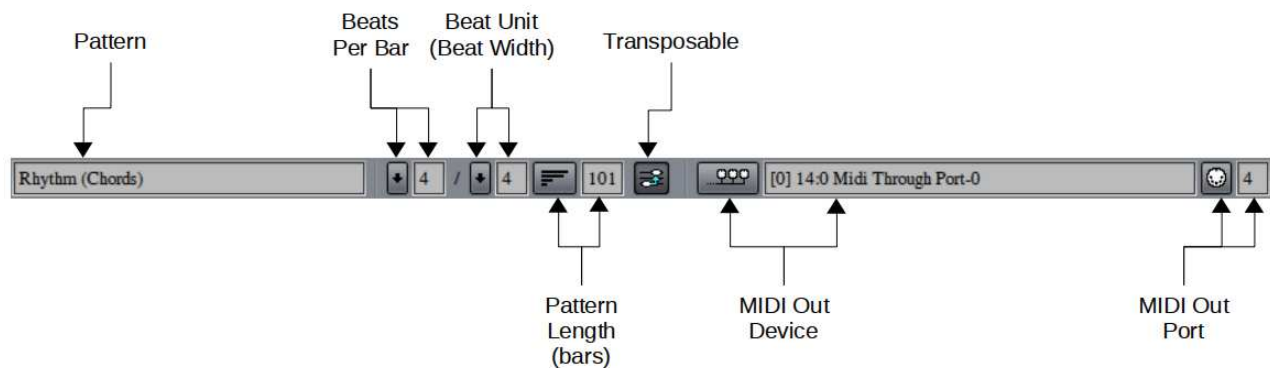 Pattern
Beats
Per Bar
Beat Unit
(Beat Width)
Transposable
Rhythm (Chords)
4
/
4
101
[0] 14:0 Midi Through Port-0
4
Pattern
Length
(bars)
MIDI Out
Device
MIDI Out
Port